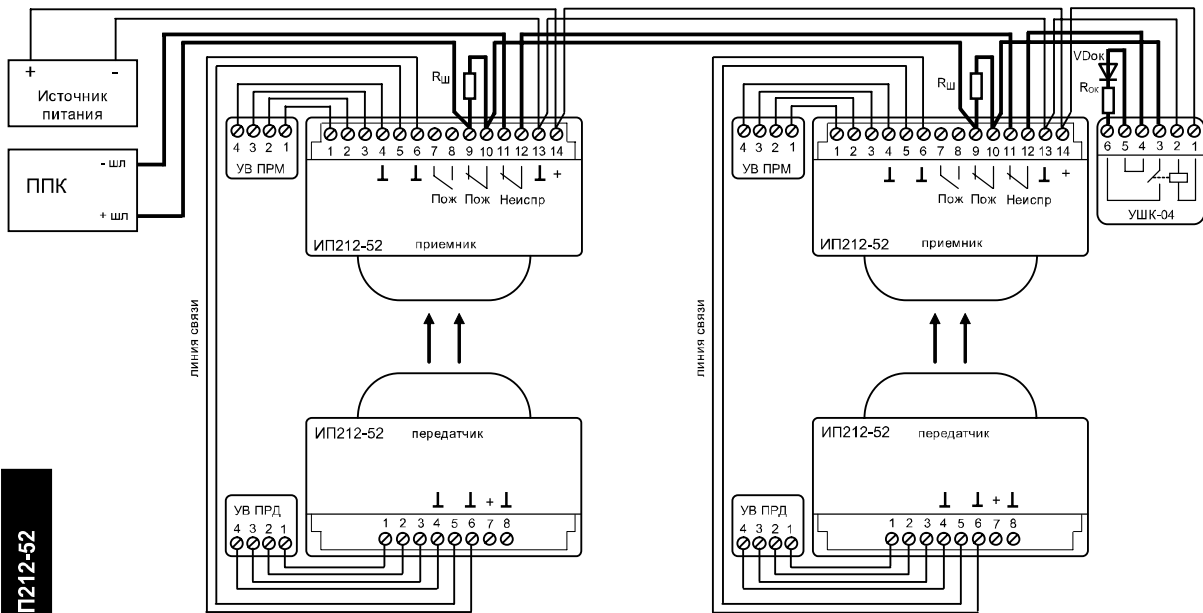 + -
Источник
питания
ППК
- шл
+ шл
4 3 2 1
УВ ПРМ
Rш
1 2 3 4 5 6 7 8 9 10 11 12 13 14
+
Пож Пож Неиспр
ИП212-52 приемник
линия связи
ИП212-52 передатчик
+
1 2 3 4 5 6 7 8
УВ ПРД
4 3 2 1
4 3 2 1
УВ ПРМ
Rш
1 2 3 4 5 6 7 8 9 10 11 12 13 14
+
Пож Пож Неиспр
ИП212-52 приемник
VDок
Rок
6 5 4 3 2 1
УШК-04
линия связи
ИП212-52 передатчик
+
1 2 3 4 5 6 7 8
УВ ПРД
4 3 2 1
П212-52